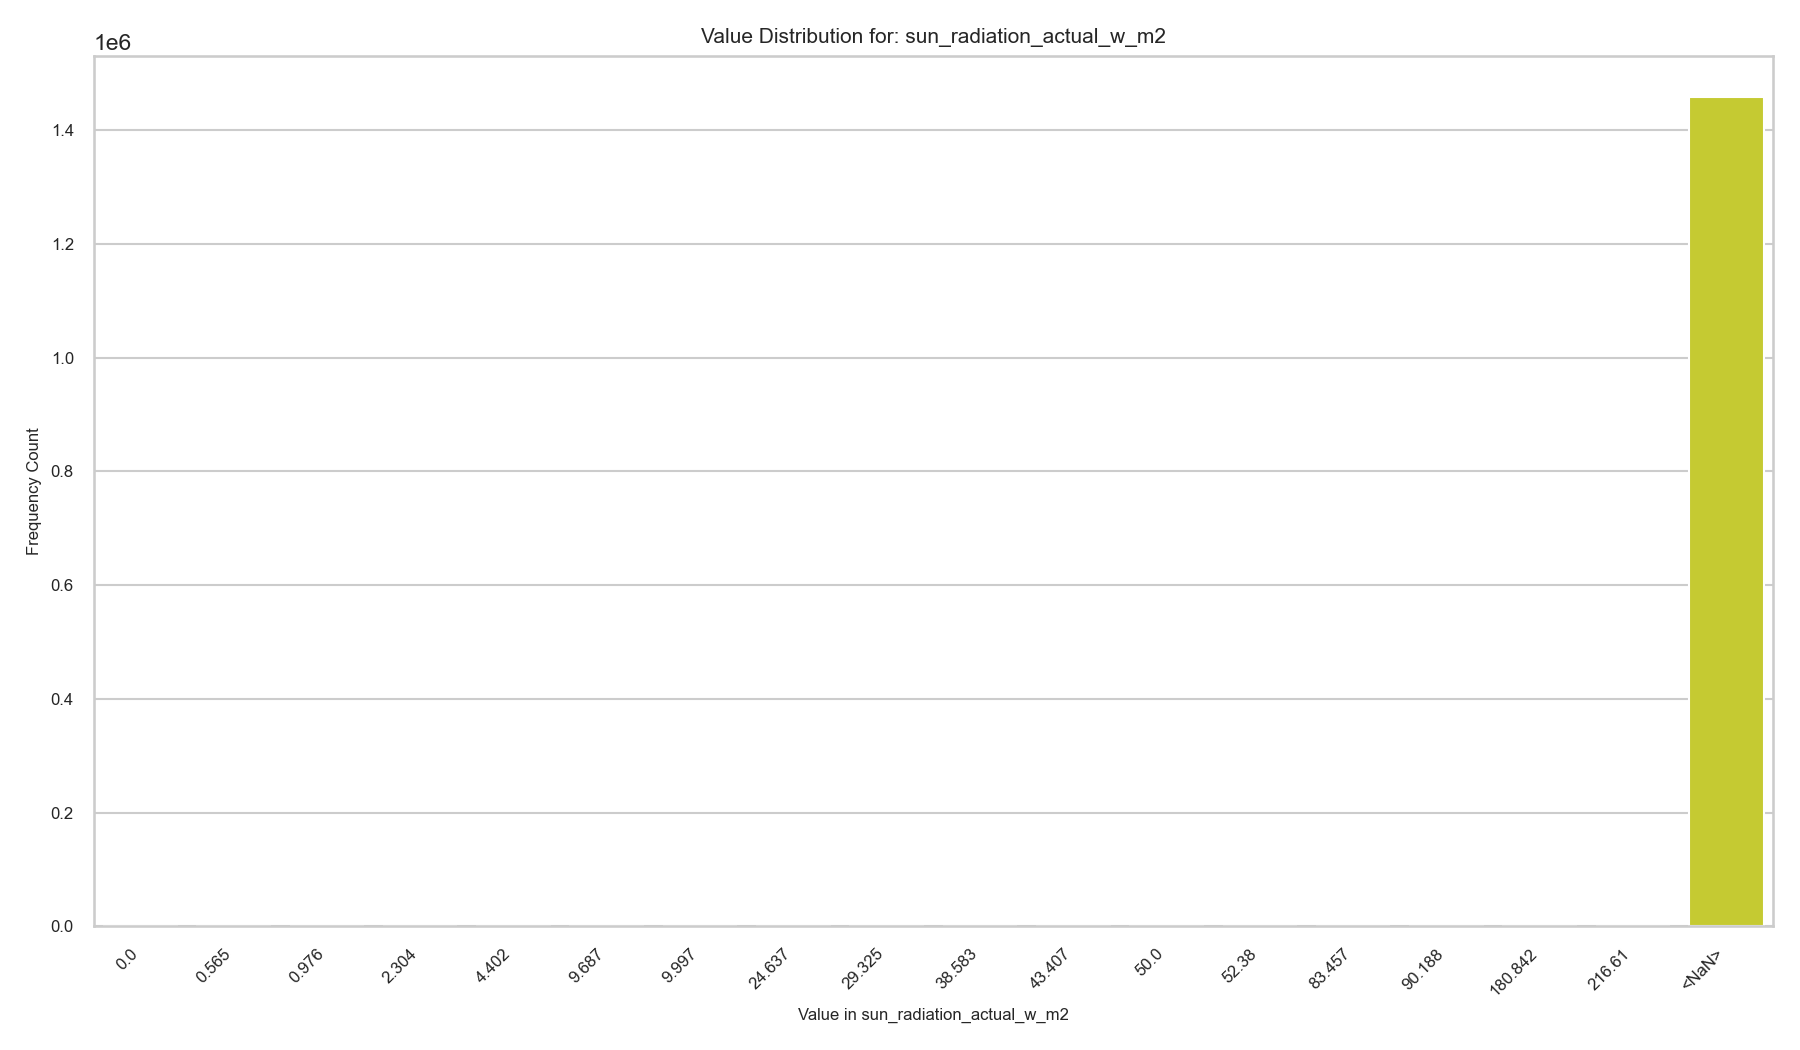 Value Distribution for: sun_radiation_actual_w_m2
1e6
1.4
1.2
1.0
0.8
0.6
0.4
0.2
0.0
Frequency Count
0.0 0.565 0.976 2.304 4.402 9.687 9.997 24.637 29.325 38.583 43.407 50.0 52.38 83.457 90.188 180.842 216.61 <NaN>
Value in sun_radiation_actual_w_m2